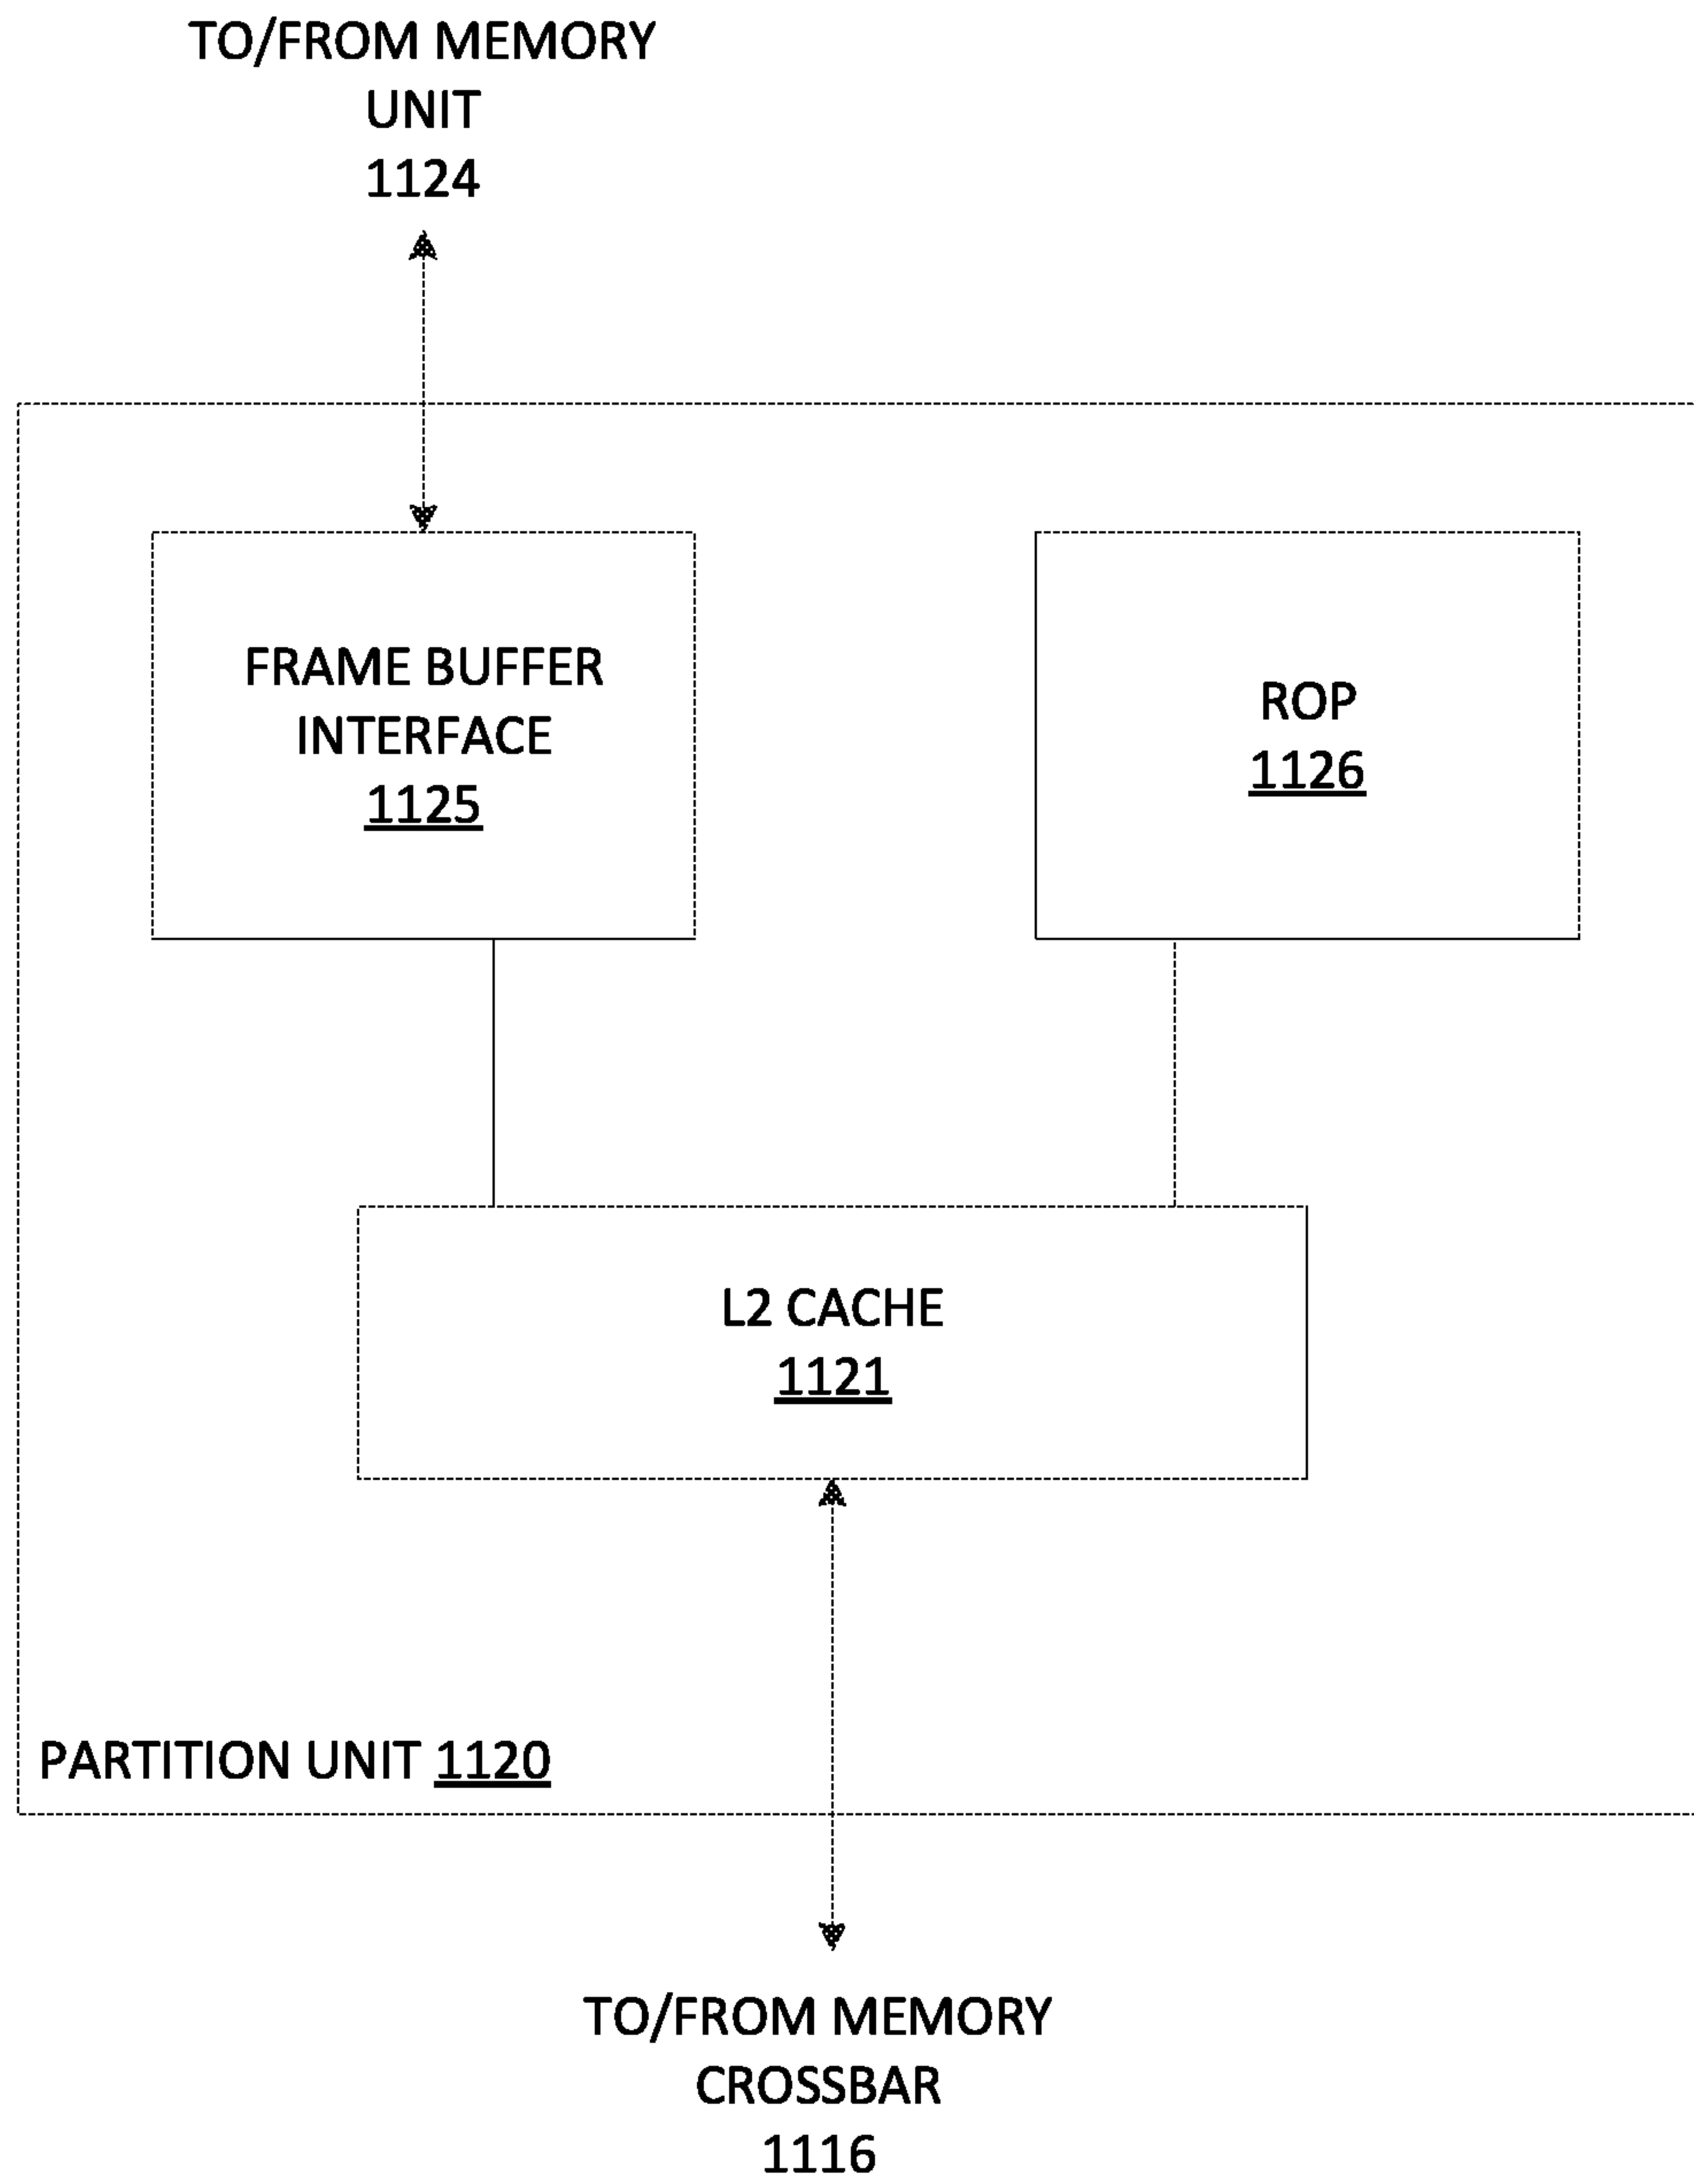 TO/FROM MEMORY
UNIT
1124
FRAME BUFFER
INTERFACE
1125
ROP
1126
L2 CACHE
1121
PARTITION UNIT 1120
TO/FROM MEMORY
CROSSBAR
1116